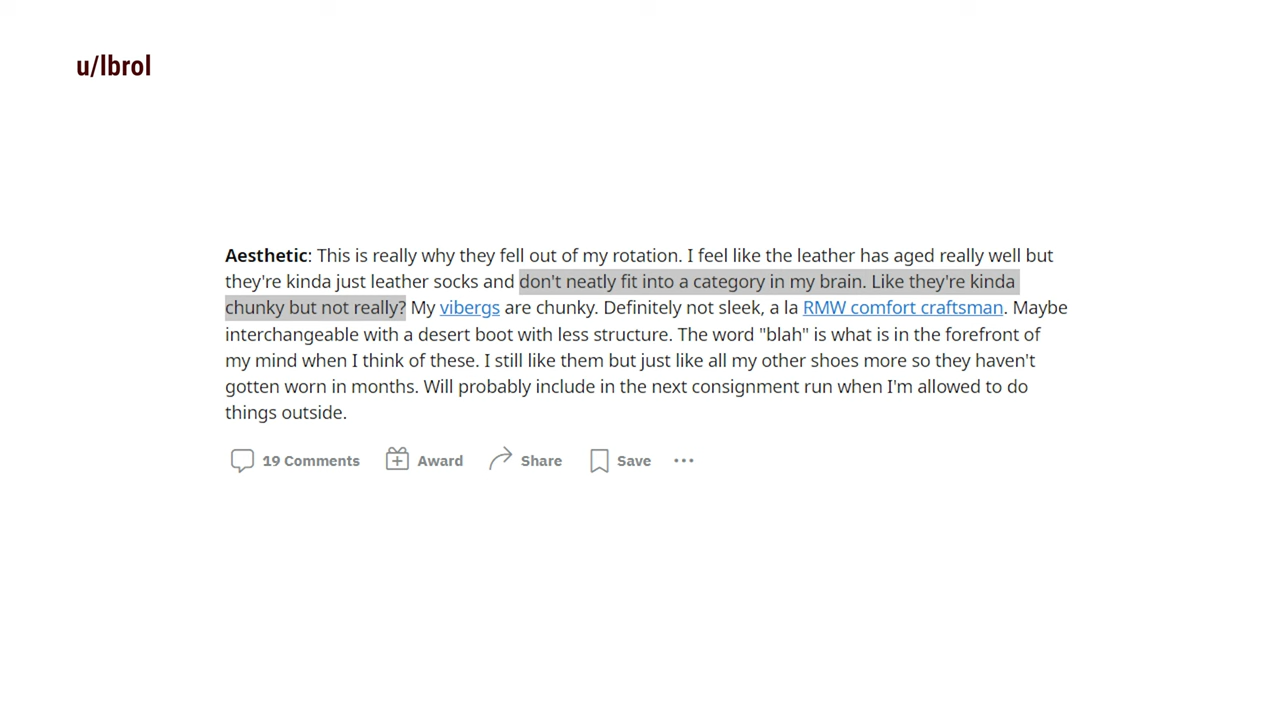 u/lbrol
Aesthetic: This is really why they fell out of my rotation. I feel like the leather has aged really well but
they're kinda just leather socks and don't neatly fit into a category in my brain. Like they're kinda
chunky but not really? My vibergs are chunky. Definitely not sleek, a la RMW comfort craftsman. Maybe
interchangeable with a desert boot with less structure. The word "blah" is what is in the forefront of
my mind when I think of these. I still like them but just like all my other shoes more so they haven't
gotten worn in months. Will probably include in the next consignment run when I'm allowed to do
things outside.
19 Comments Award Share Save